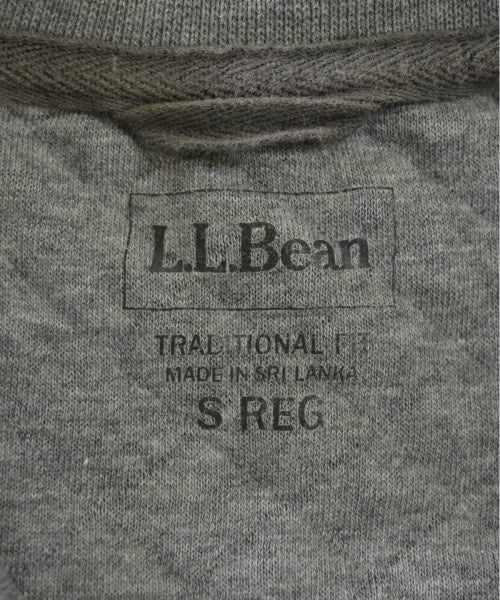 L.L.Bean
TRADITIONAL FIT
MADE IN SRI LANKA
S REG